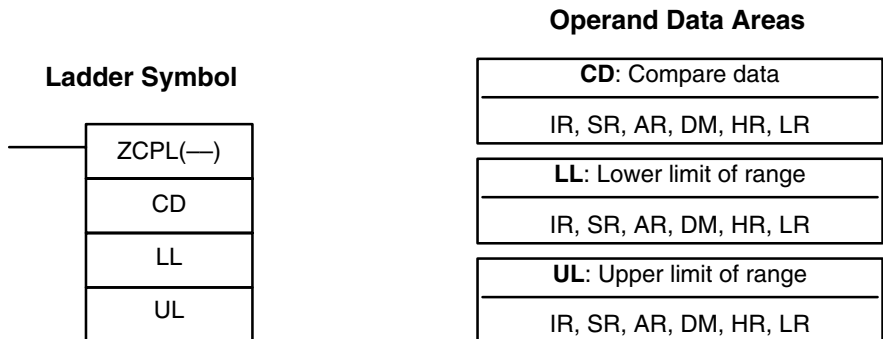 Operand Data Areas
Ladder Symbol
CD: Compare data
IR, SR, AR, DM, HR, LR
ZCPL(—)
CD
LL: Lower limit of range
IR, SR, AR, DM, HR, LR
LL
UL
UL: Upper limit of range
IR, SR, AR, DM, HR, LR